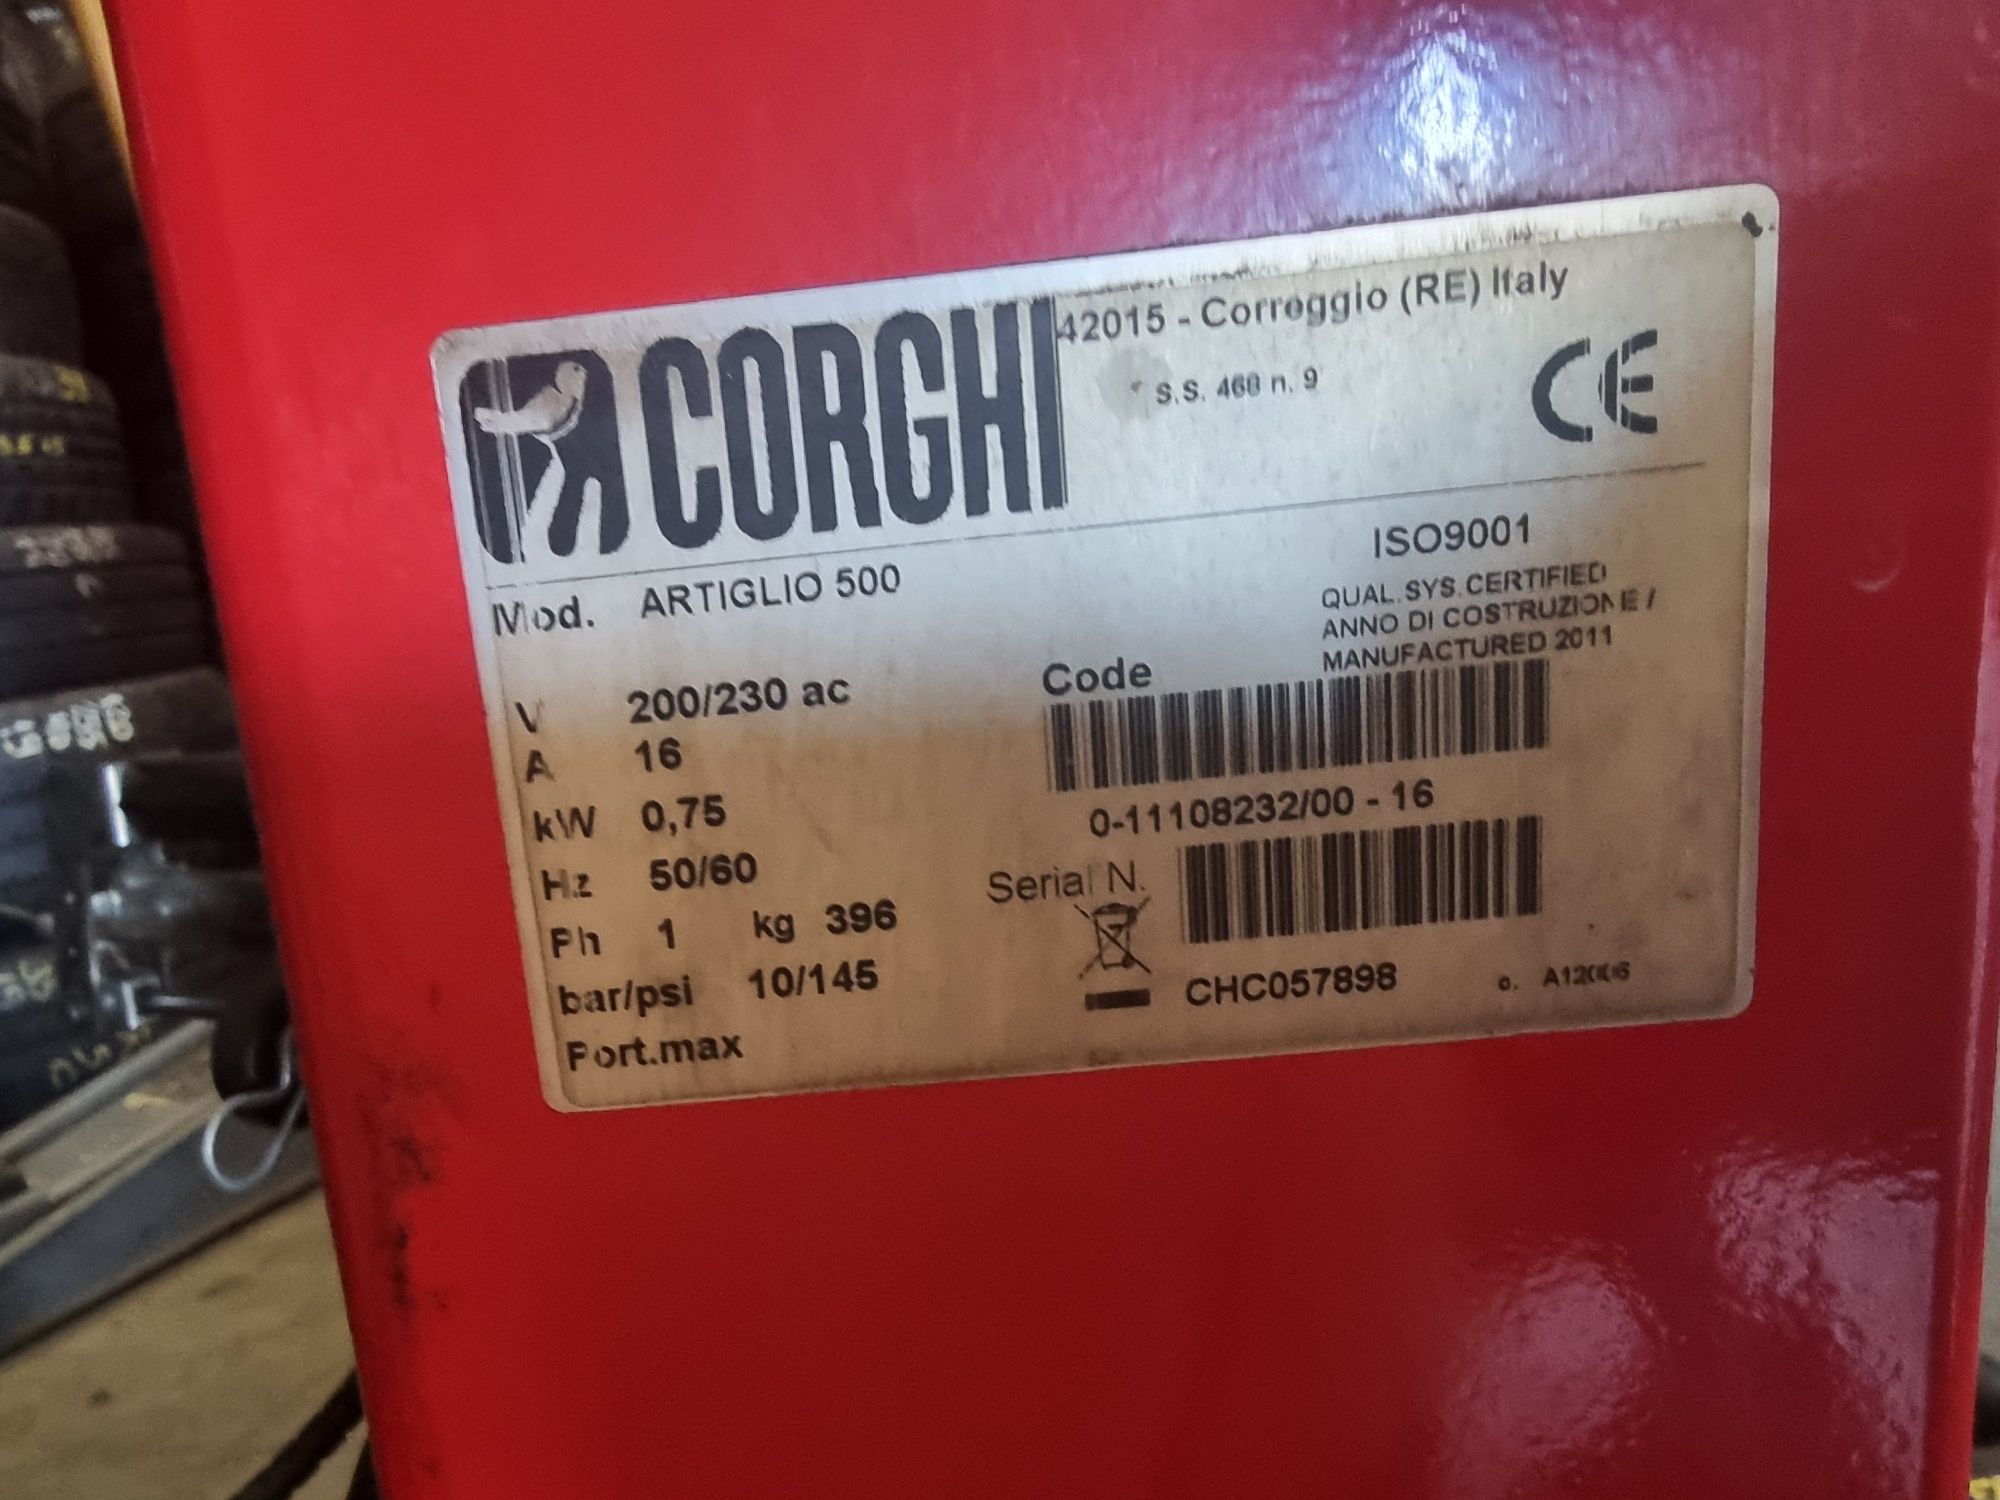 CORGHI
42015 - Correggio (RE) Italy
S.S. 468 n. 9
CE
Mod. ARTIGLIO 500
ISO9001
QUAL.SYS.CERTIFIED
ANNO DI COSTRUZIONE /
MANUFACTURED 2011
V 200/230 ac
A 16
kW 0,75
Hz 50/60
Ph 1 kg 396
bar/psi 10/145
Port.max
Code
0-11108232/00 - 16
Serial N.
CHC057898